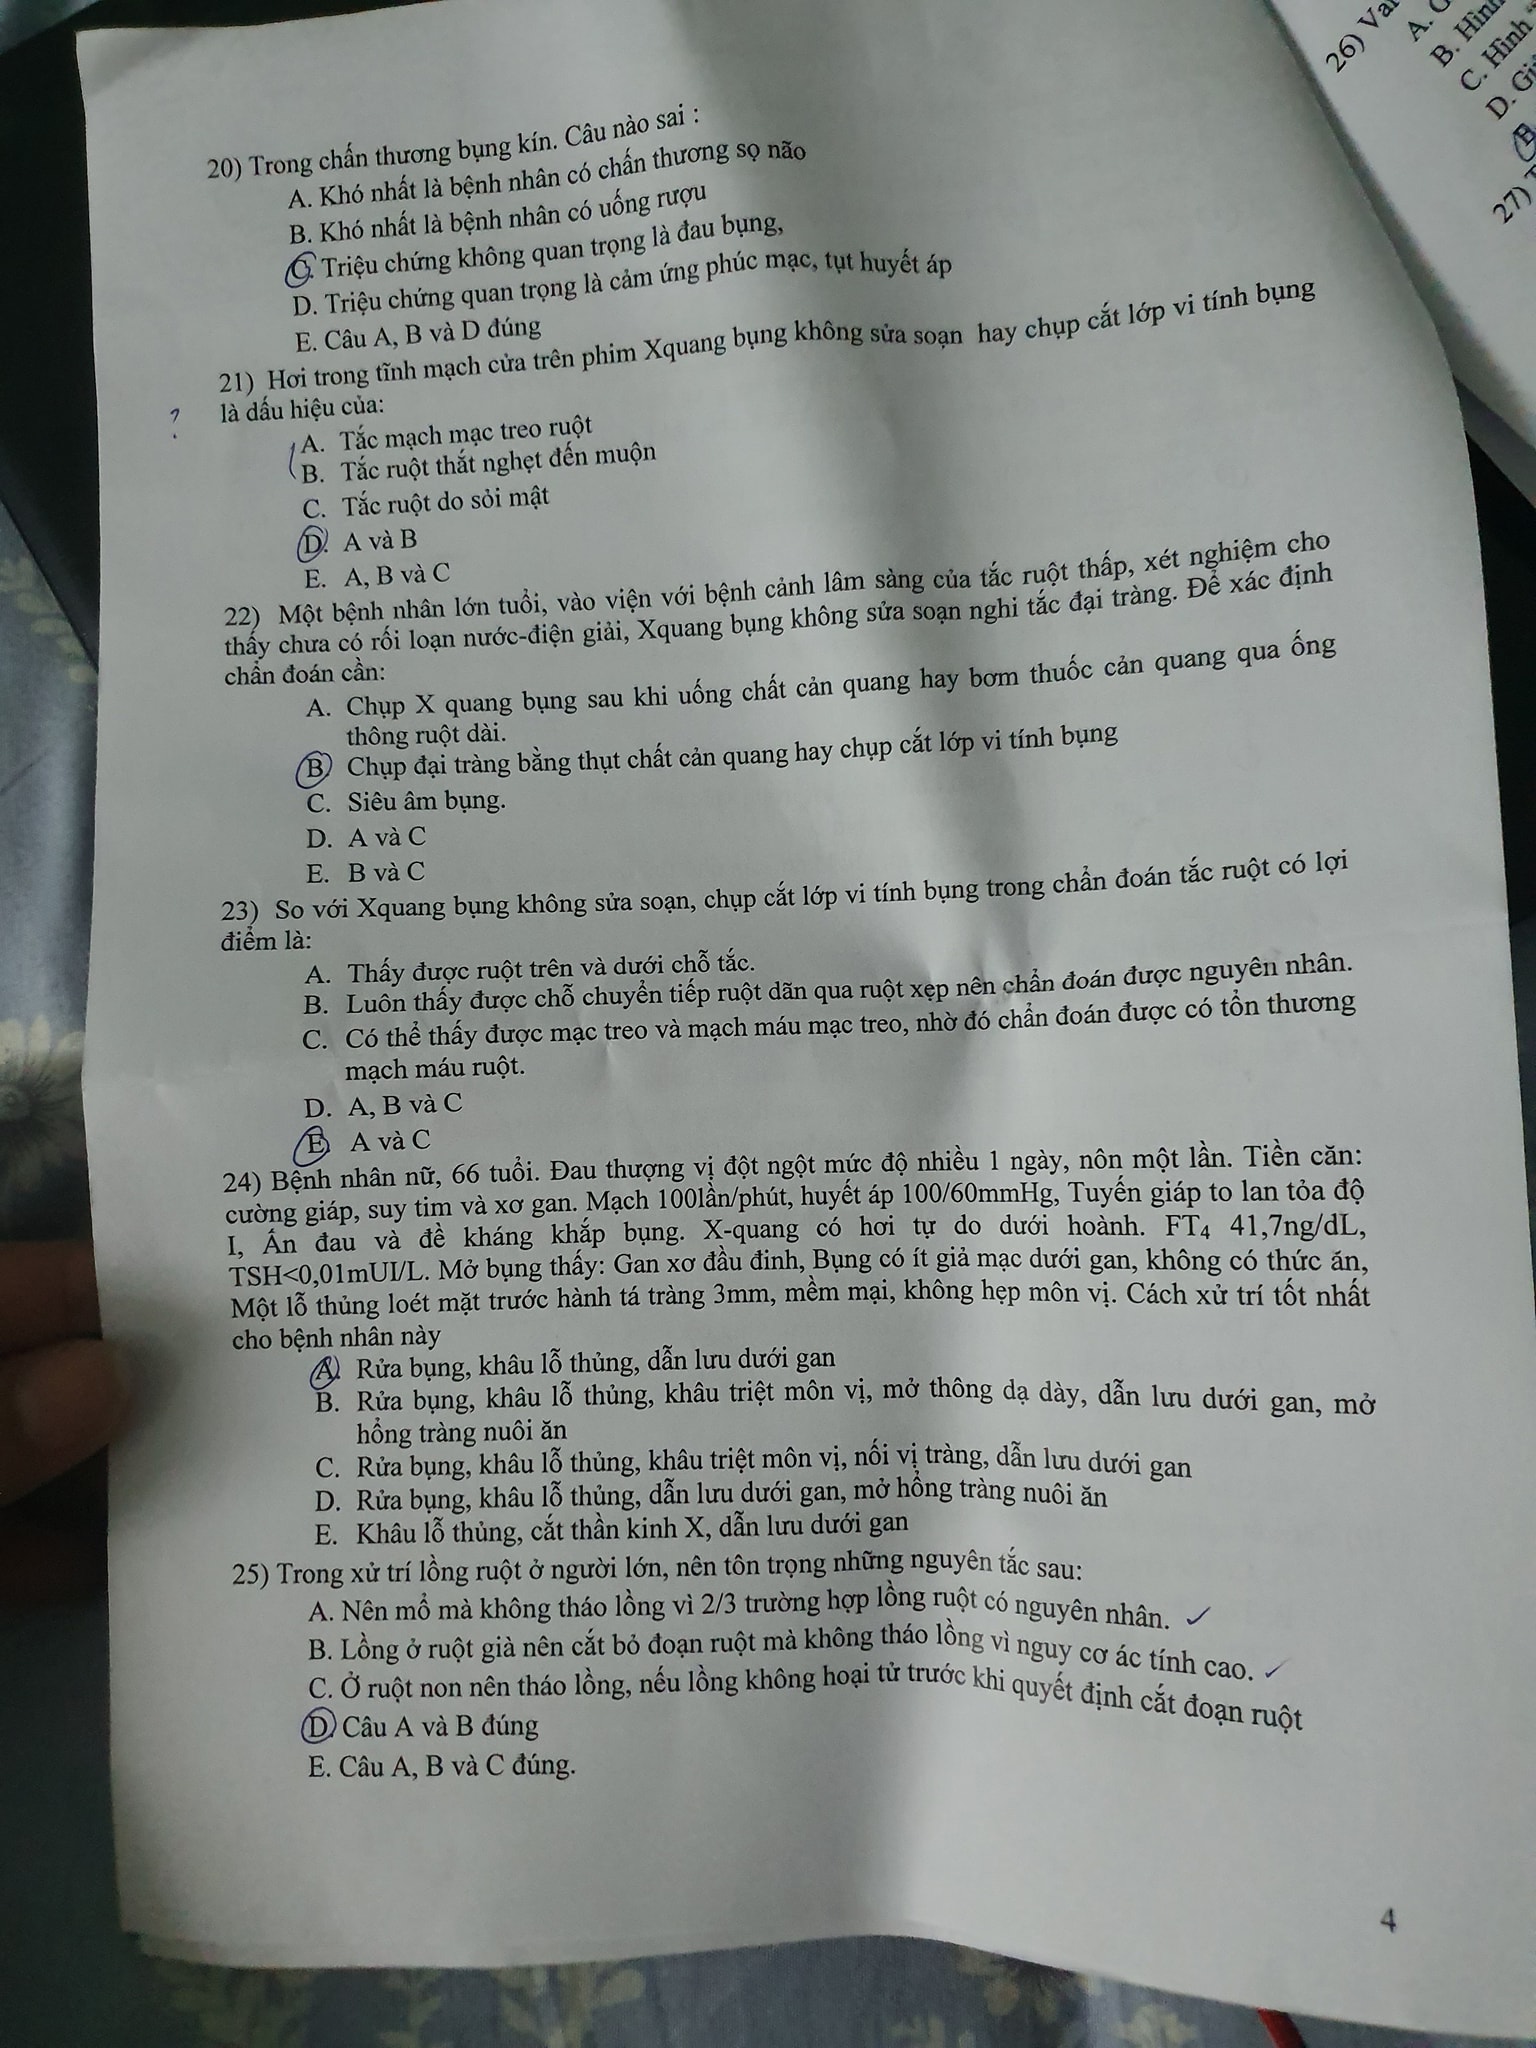 20) Trong chấn thương bụng kín. Câu nào sai :
A. Khó nhất là bệnh nhân có chấn thương sọ não
B. Khó nhất là bệnh nhân có uống rượu
C. Triệu chứng không quan trọng là đau bụng,
D. Triệu chứng quan trọng là cảm ứng phúc mạc, tụt huyết áp
E. Câu A, B và D đúng
21) Hơi trong tĩnh mạch cửa trên phim Xquang bụng không sửa soạn hay chụp cắt lớp vi tính bụng
? là dấu hiệu của:
A. Tắc mạch mạc treo ruột
B. Tắc ruột thắt nghẹt đến muộn
C. Tắc ruột do sỏi mật
D. A và B
E. A, B và C
22) Một bệnh nhân lớn tuổi, vào viện với bệnh cảnh lâm sàng của tắc ruột thấp, xét nghiệm cho
thấy chưa có rối loạn nước-điện giải, Xquang bụng không sửa soạn nghi tắc đại tràng. Để xác định
chẩn đoán cần:
A. Chụp X quang bụng sau khi uống chất cản quang hay bơm thuốc cản quang qua ống
thông ruột dài.
B. Chụp đại tràng bằng thụt chất cản quang hay chụp cắt lớp vi tính bụng
C. Siêu âm bụng.
D. A và C
E. B và C
23) So với Xquang bụng không sửa soạn, chụp cắt lớp vi tính bụng trong chẩn đoán tắc ruột có lợi
điểm là:
A. Thấy được ruột trên và dưới chỗ tắc.
B. Luôn thấy được chỗ chuyển tiếp ruột dãn qua ruột xẹp nên chẩn đoán được nguyên nhân.
C. Có thể thấy được mạc treo và mạch máu mạc treo, nhờ đó chẩn đoán được có tổn thương
mạch máu ruột.
D. A, B và C
E. A và C
24) Bệnh nhân nữ, 66 tuổi. Đau thượng vị đột ngột mức độ nhiều 1 ngày, nôn một lần. Tiền căn:
cường giáp, suy tim và xơ gan. Mạch 100lần/phút, huyết áp 100/60mmHg, Tuyến giáp to lan tỏa độ
I, Ấn đau và đề kháng khắp bụng. X-quang có hơi tự do dưới hoành. FT4 41,7ng/dL,
TSH<0,01mUI/L. Mở bụng thấy: Gan xơ đầu đinh, Bụng có ít giả mạc dưới gan, không có thức ăn,
Một lỗ thủng loét mặt trước hành tá tràng 3mm, mềm mại, không hẹp môn vị. Cách xử trí tốt nhất
cho bệnh nhân này
A. Rửa bụng, khâu lỗ thủng, dẫn lưu dưới gan
B. Rửa bụng, khâu lỗ thủng, khâu triệt môn vị, mở thông dạ dày, dẫn lưu dưới gan, mở
hổng tràng nuôi ăn
C. Rửa bụng, khâu lỗ thủng, khâu triệt môn vị, nối vị tràng, dẫn lưu dưới gan
D. Rửa bụng, khâu lỗ thủng, dẫn lưu dưới gan, mở hổng tràng nuôi ăn
E. Khâu lỗ thủng, cắt thần kinh X, dẫn lưu dưới gan
25) Trong xử trí lồng ruột ở người lớn, nên tôn trọng những nguyên tắc sau:
A. Nên mổ mà không tháo lồng vì 2/3 trường hợp lồng ruột có nguyên nhân. ✓
B. Lồng ở ruột già nên cắt bỏ đoạn ruột mà không tháo lồng vì nguy cơ ác tính cao. ✓
C. Ở ruột non nên tháo lồng, nếu lồng không hoại tử trước khi quyết định cắt đoạn ruột
D. Câu A và B đúng
E. Câu A, B và C đúng.
4
26)
B. Hình
C. Hình
27)